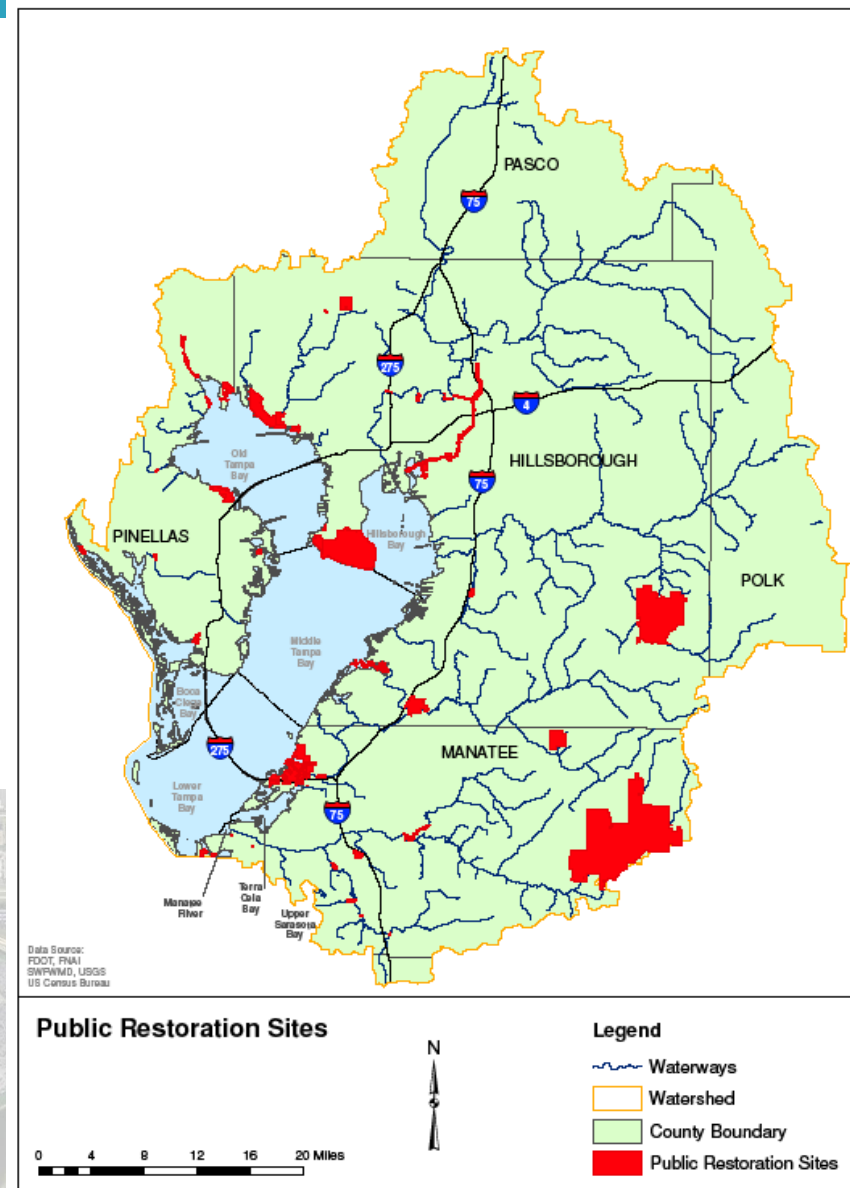 PASCO
75
275
4
Old
Tampa
Bay
HILLSBOROUGH
75
PINELLAS
Hillsborough
Bay
POLK
Middle
Tampa
Bay
Boca
Ciega
Bay
275
MANATEE
Lower
Tampa
Bay
75
Manatee
River
Terra
Ceia
Bay
Upper
Sarasota
Bay
Data Source:
FDOT, FNAI
SWFWMD, USGS
US Census Bureau
Public Restoration Sites
N
0 4 8 12 16 20 Miles
Legend
Waterways
Watershed
County Boundary
Public Restoration Sites